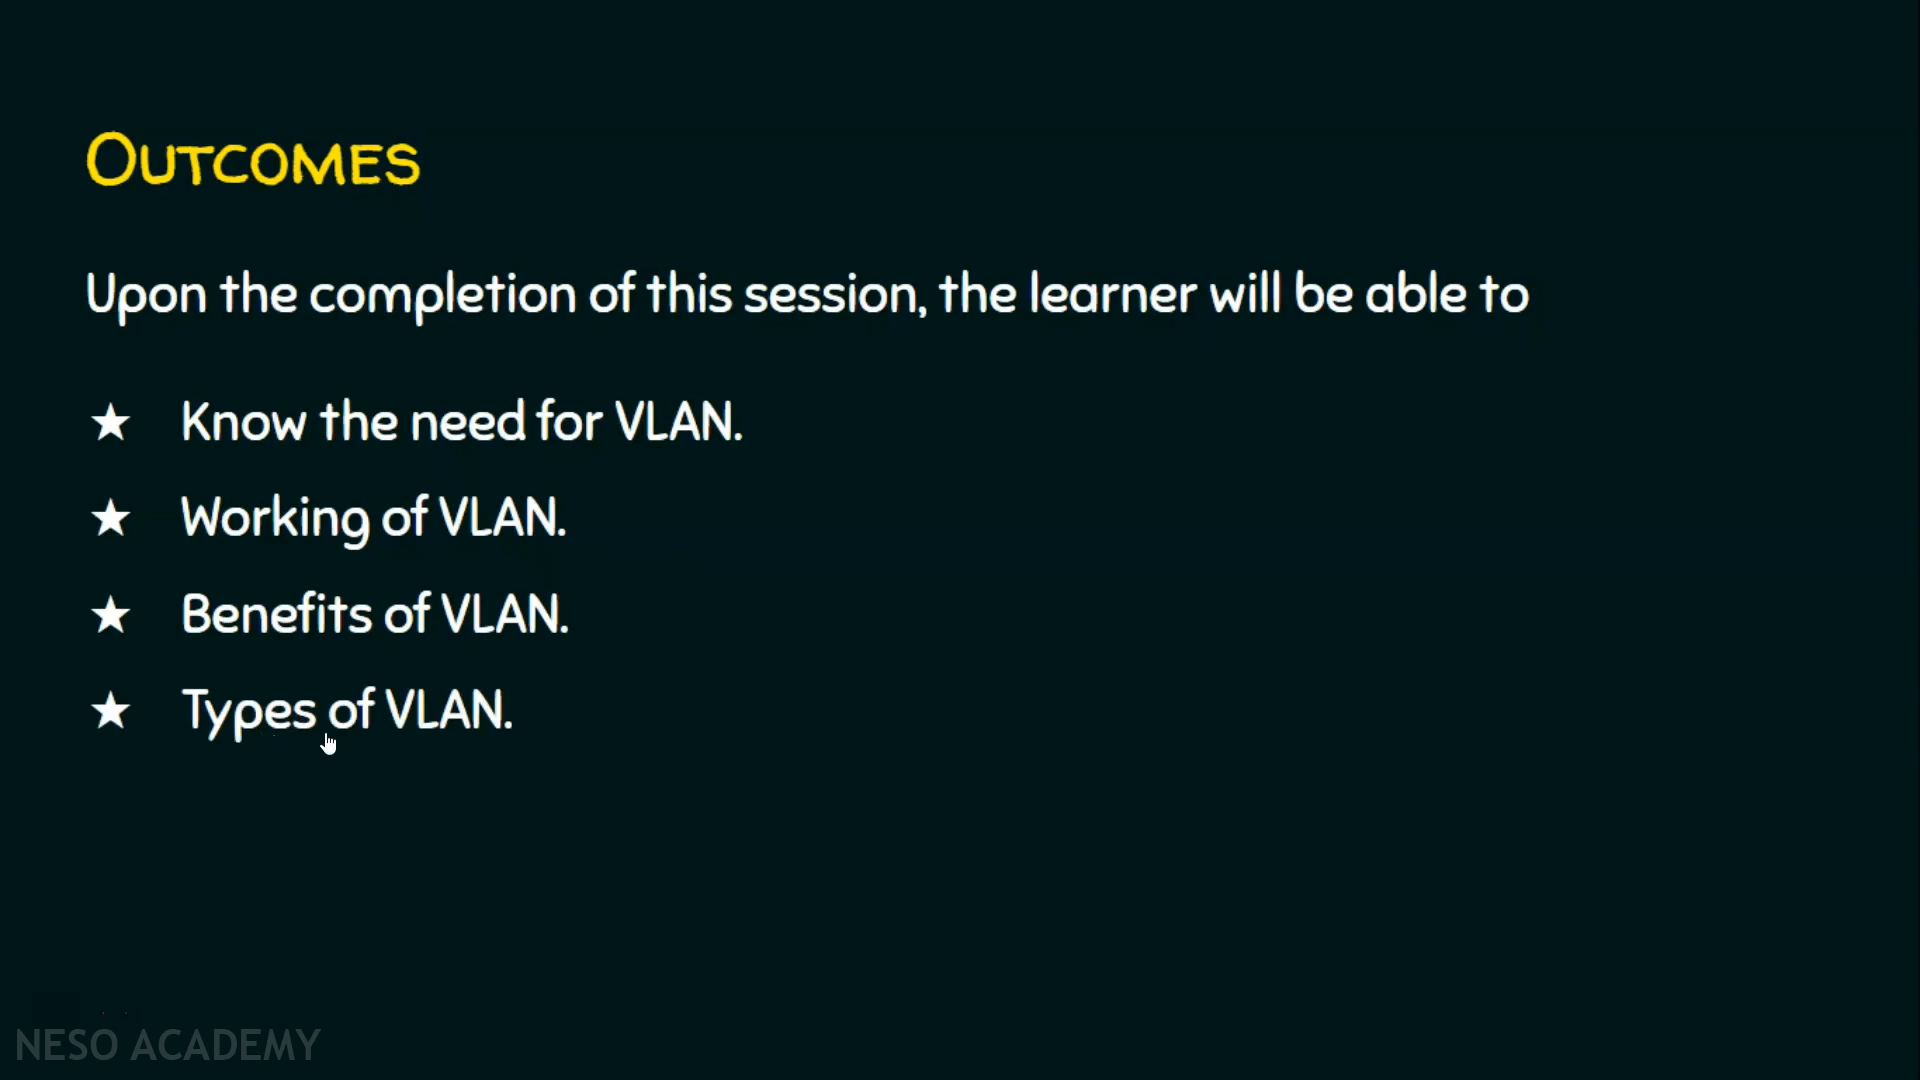 OUTCOMES
Upon the completion of this session, the learner will be able to
★ Know the need for VLAN.
★ Working of VLAN.
★ Benefits of VLAN.
★ Types of VLAN.
NESO ACADEMY